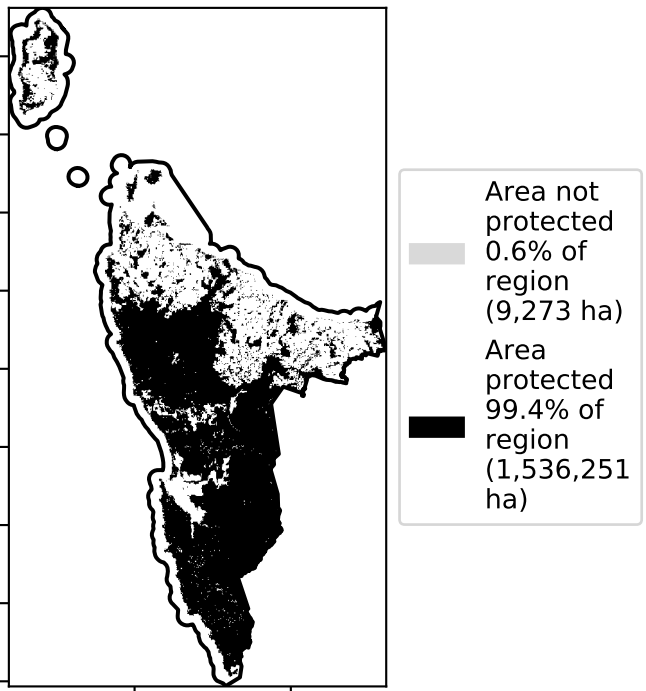 Area not
protected
0.6% of
region
(9,273 ha)
Area
protected
99.4% of
region
(1,536,251
ha)